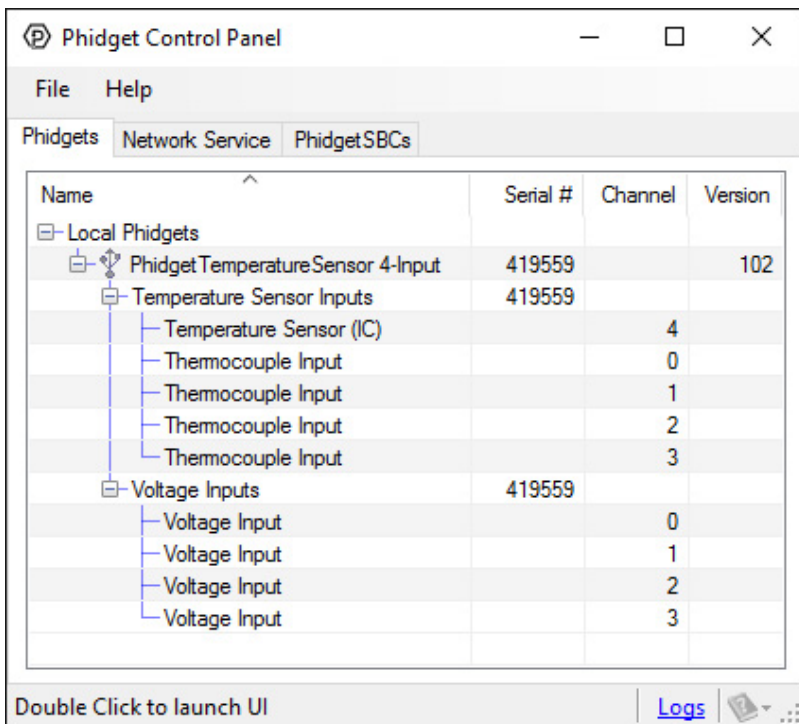 Phidget Control Panel
File Help
Phidgets Network Service PhidgetSBCs
Name Serial # Channel Version
Local Phidgets
PhidgetTemperatureSensor 4-Input 419559 102
Temperature Sensor Inputs 419559
Temperature Sensor (IC) 4
Thermocouple Input 0
Thermocouple Input 1
Thermocouple Input 2
Thermocouple Input 3
Voltage Inputs 419559
Voltage Input 0
Voltage Input 1
Voltage Input 2
Voltage Input 3
Double Click to launch UI Logs